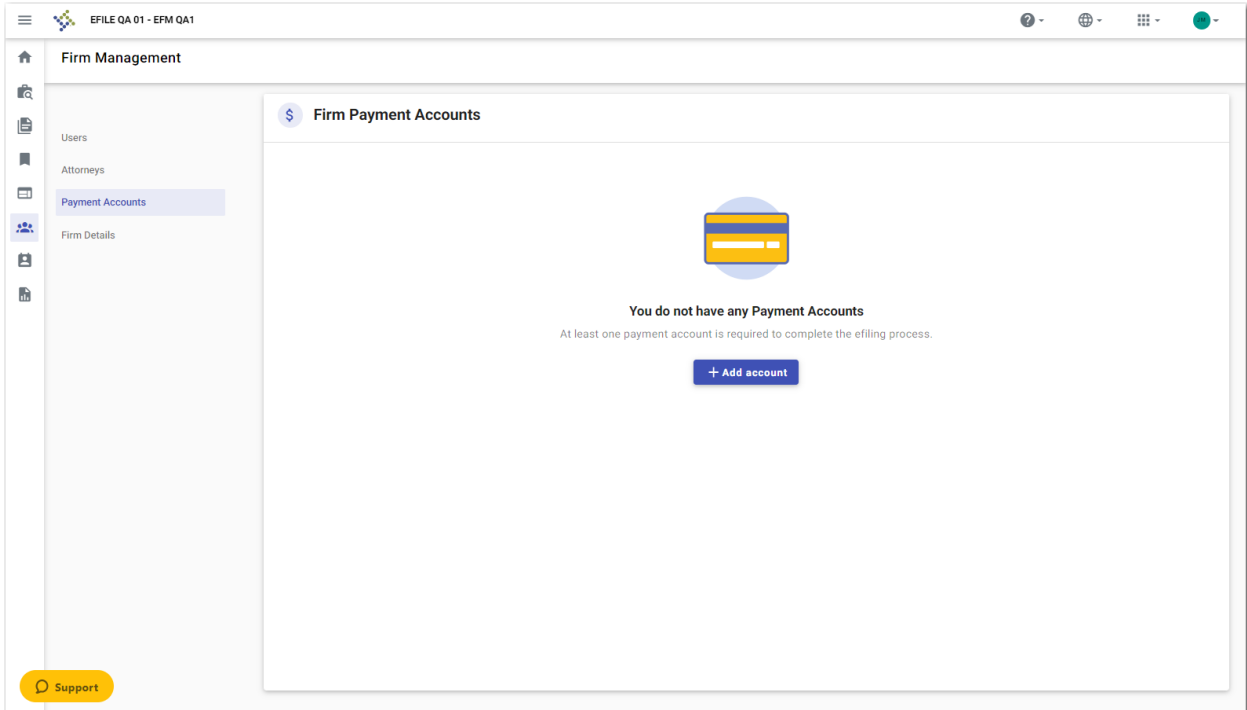 EFILE QA 01 - EFM QA1
Firm Management
Users
Attorneys
Payment Accounts
Firm Details
$ Firm Payment Accounts
You do not have any Payment Accounts
At least one payment account is required to complete the efiling process.
+ Add account
Support